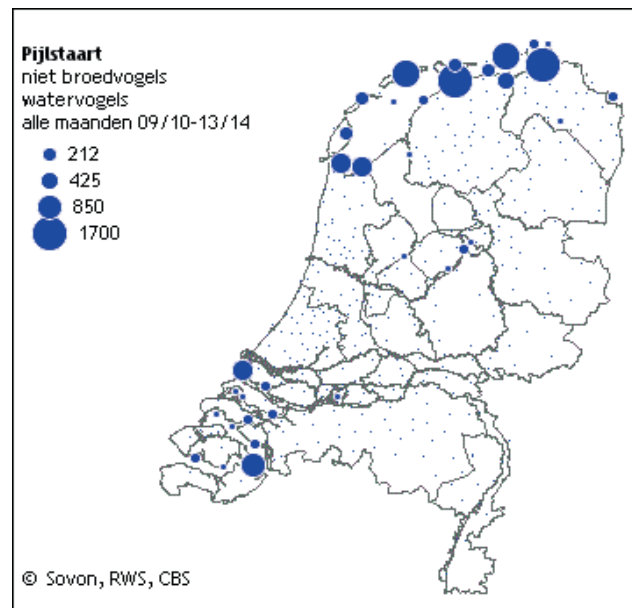 Pijlstaart
niet broedvogels
watervogels
alle maanden 09/10-13/14
212
425
850
1700
© Sovon, RWS, CBS